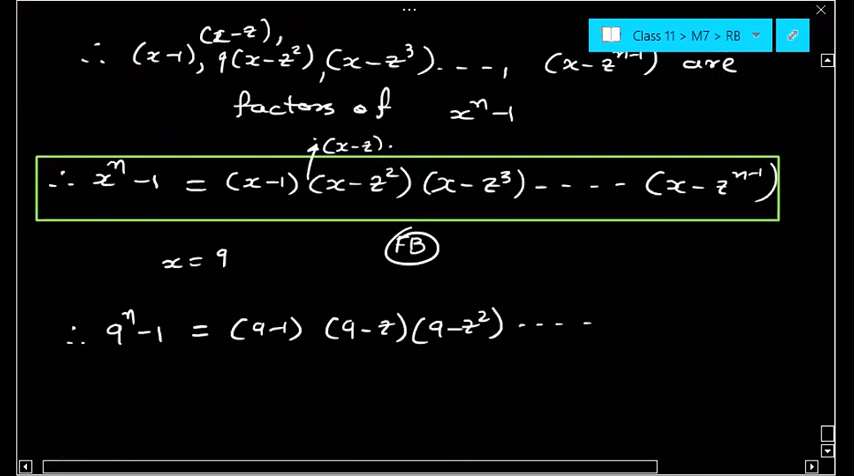 (x-z),
∴ (x-1), (x-z²), (x-z³) ...., (x-zⁿ⁻¹) are
factors of xⁿ-1
(x-z).
∴ xⁿ-1 = (x-1) (x-z²) (x-z³) ----- (x-zⁿ⁻¹)
x = 9 FB
∴ 9ⁿ-1 = (9-1) (9-z)(9-z²) -----
Class 11 > M7 > RB